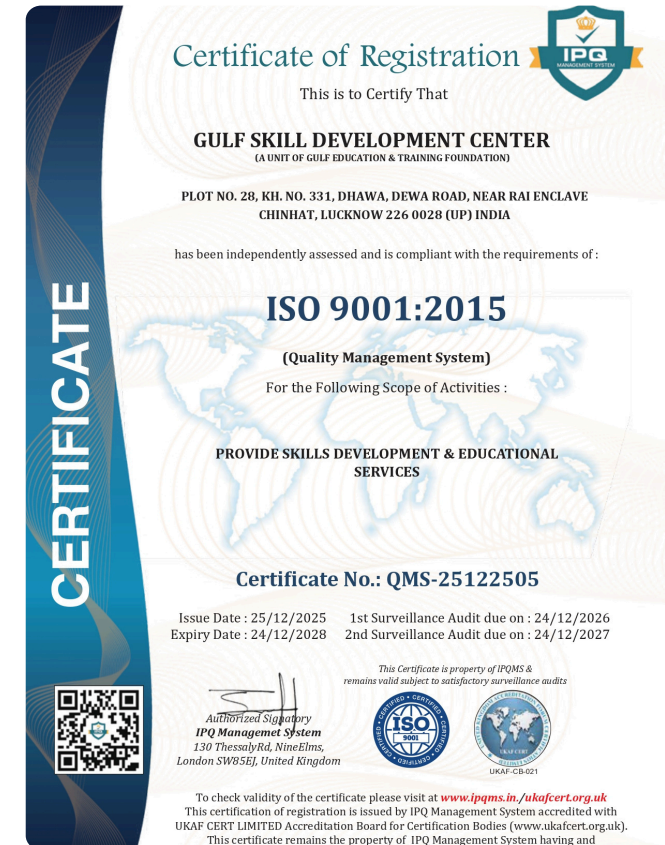 Certificate of Registration
IPQ
MANAGEMENT SYSTEM
This is to Certify That
GULF SKILL DEVELOPMENT CENTER
(A UNIT OF GULF EDUCATION & TRAINING FOUNDATION)
PLOT NO. 28, KH. NO. 331, DHAWA, DEWA ROAD, NEAR RAI ENCLAVE
CHINHAT, LUCKNOW 226 0028 (UP) INDIA
has been independently assessed and is compliant with the requirements of :
ISO 9001:2015
(Quality Management System)
For the Following Scope of Activities :
PROVIDE SKILLS DEVELOPMENT & EDUCATIONAL
SERVICES
CERTIFICATE
Certificate No.: QMS-25122505
Issue Date : 25/12/2025 1st Surveillance Audit due on : 24/12/2026
Expiry Date : 24/12/2028 2nd Surveillance Audit due on : 24/12/2027
This Certificate is property of IPQMS &
remains valid subject to satisfactory surveillance audits
Authorized Signatory
IPQ Managemet System
130 ThessalyRd, NineElms,
London SW85EJ, United Kingdom
CERTIFIED • CERTIFIED • CERTIFIED • CERTIFIED
ISO
9001
UKAF CERT
UKAF-CB-021
To check validity of the certificate please visit at www.ipqms.in./ukafcert.org.uk
This certification of registration is issued by IPQ Management System accredited with
UKAF CERT LIMITED Accreditation Board for Certification Bodies (www.ukafcert.org.uk).
This certificate remains the property of IPQ Management System having and